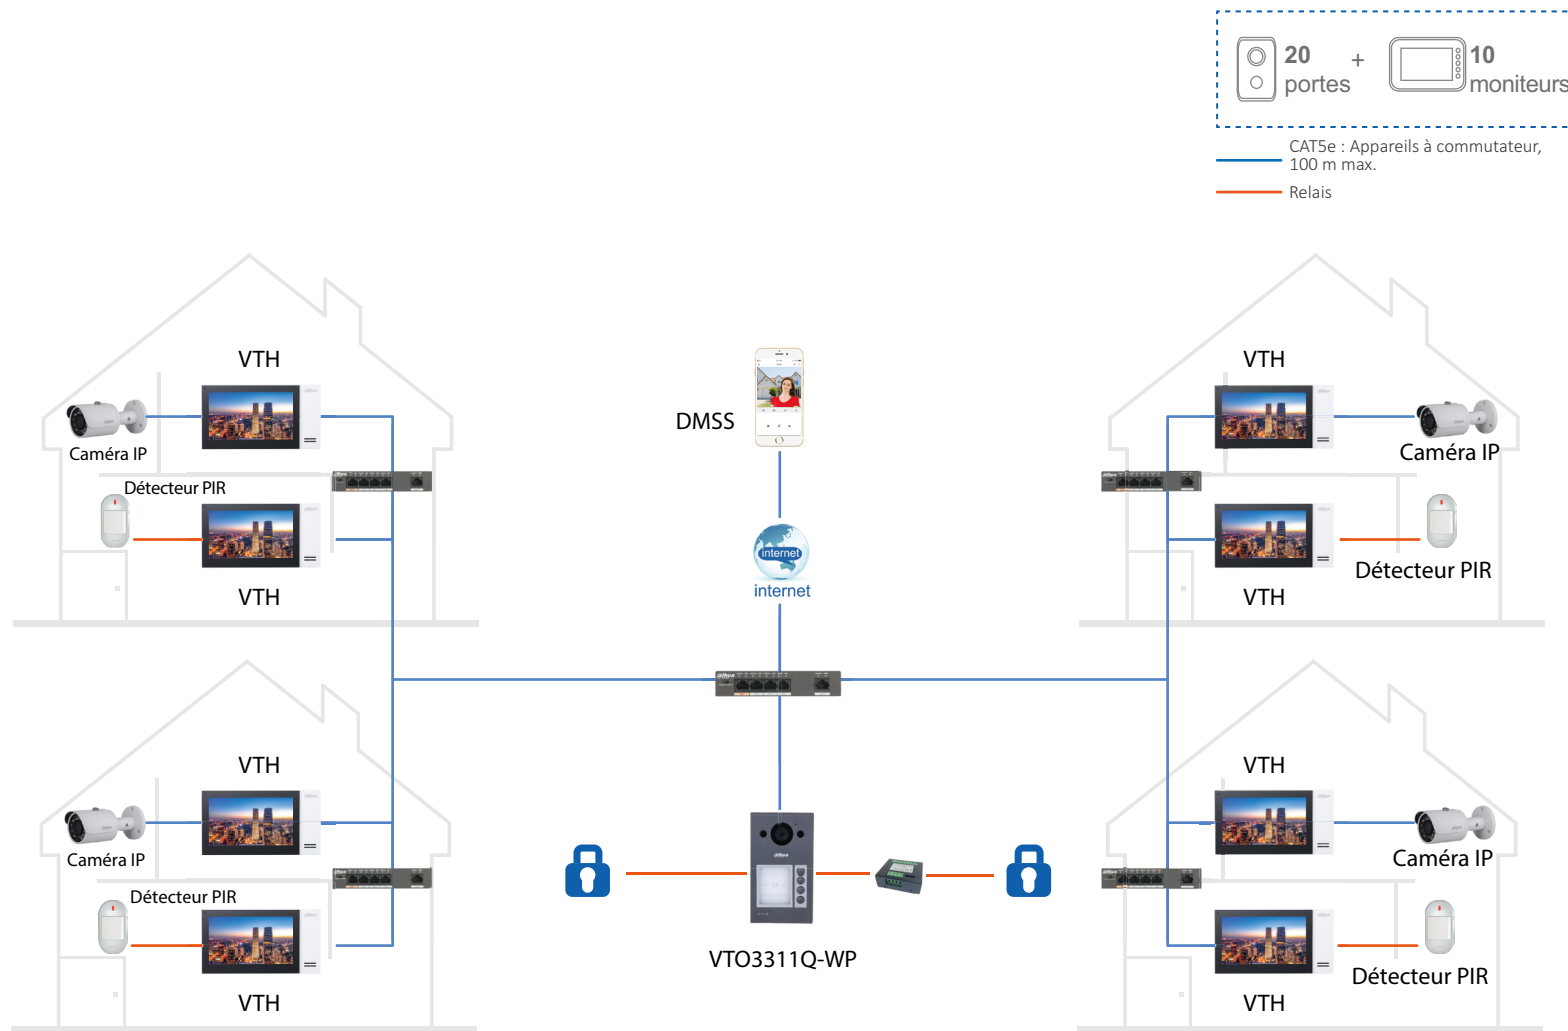 20
portes
+
10
moniteurs
CAT5e : Appareils à commutateur,
100 m max.
Relais
VTH
Caméra IP
Détecteur PIR
VTH
DMSS
internet
internet
VTH
Caméra IP
Détecteur PIR
VTH
VTH
Caméra IP
Détecteur PIR
VTH
VTO3311Q-WP
VTH
Caméra IP
Détecteur PIR
VTH